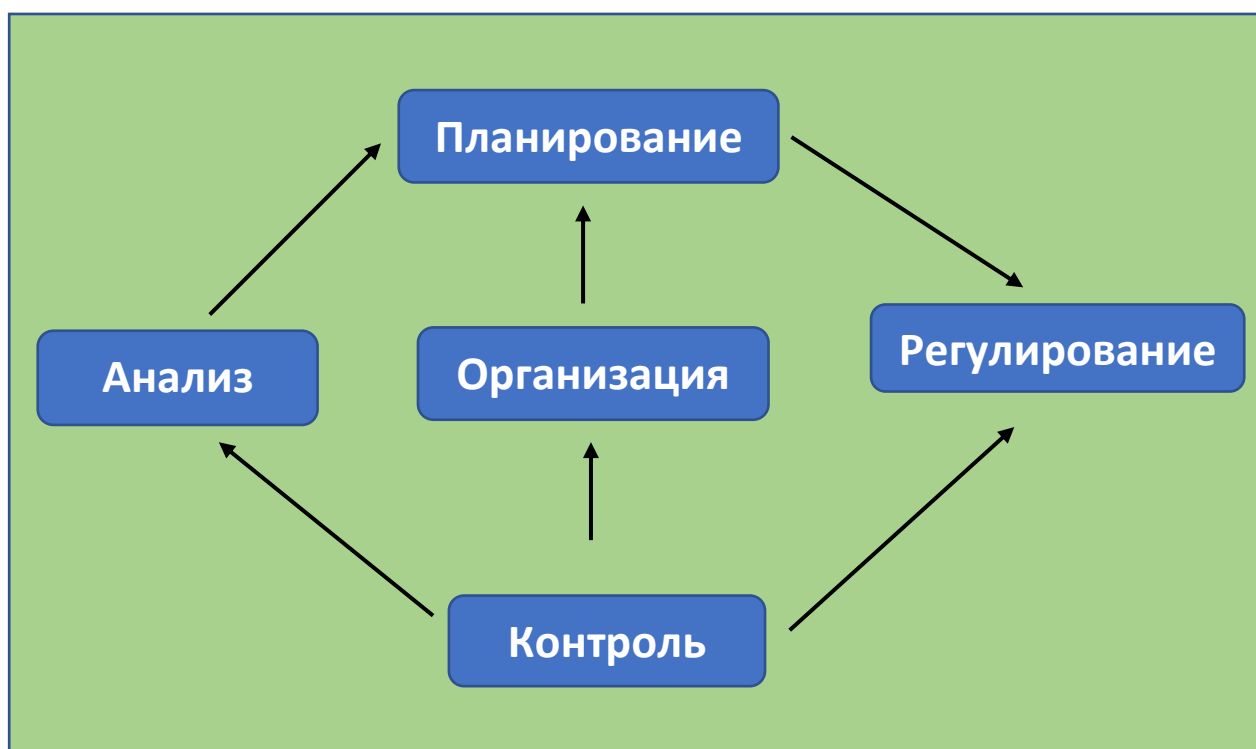 Планирование
Анализ
Организация
Регулирование
Контроль